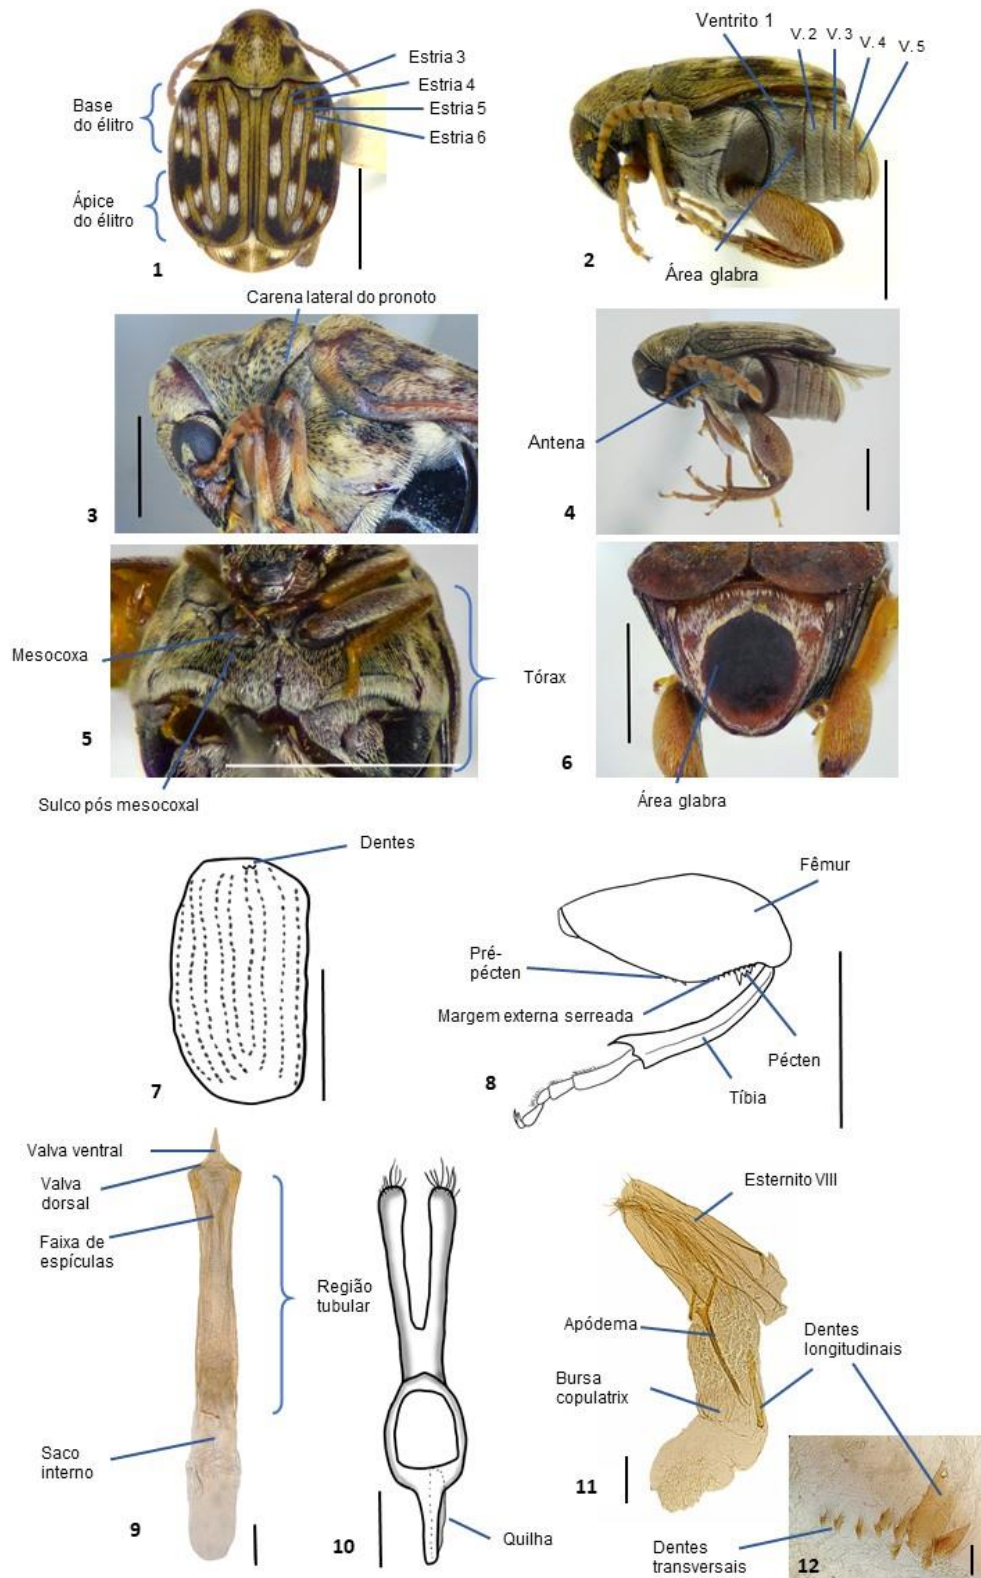 Estria 3
Estria 4
Estria 5
Estria 6
Base
do élitro
Ápice
do élitro
1
Ventrito 1
V. 2
V. 3
V. 4
V. 5
Área glabra
2
Carena lateral do pronoto
3
Antena
4
Mesocoxa
Sulco pós mesocoxal
Tórax
5
Área glabra
6
Dentes
7
Fêmur
Pré-
pécten
Margem externa serreada
Pécten
Tíbia
8
Valva ventral
Valva
dorsal
Faixa de
espículas
Região
tubular
Saco
interno
9
Quilha
10
Esternito VIII
Apódema
Bursa
copulatrix
Dentes
longitudinais
11
Dentes
transversais
12